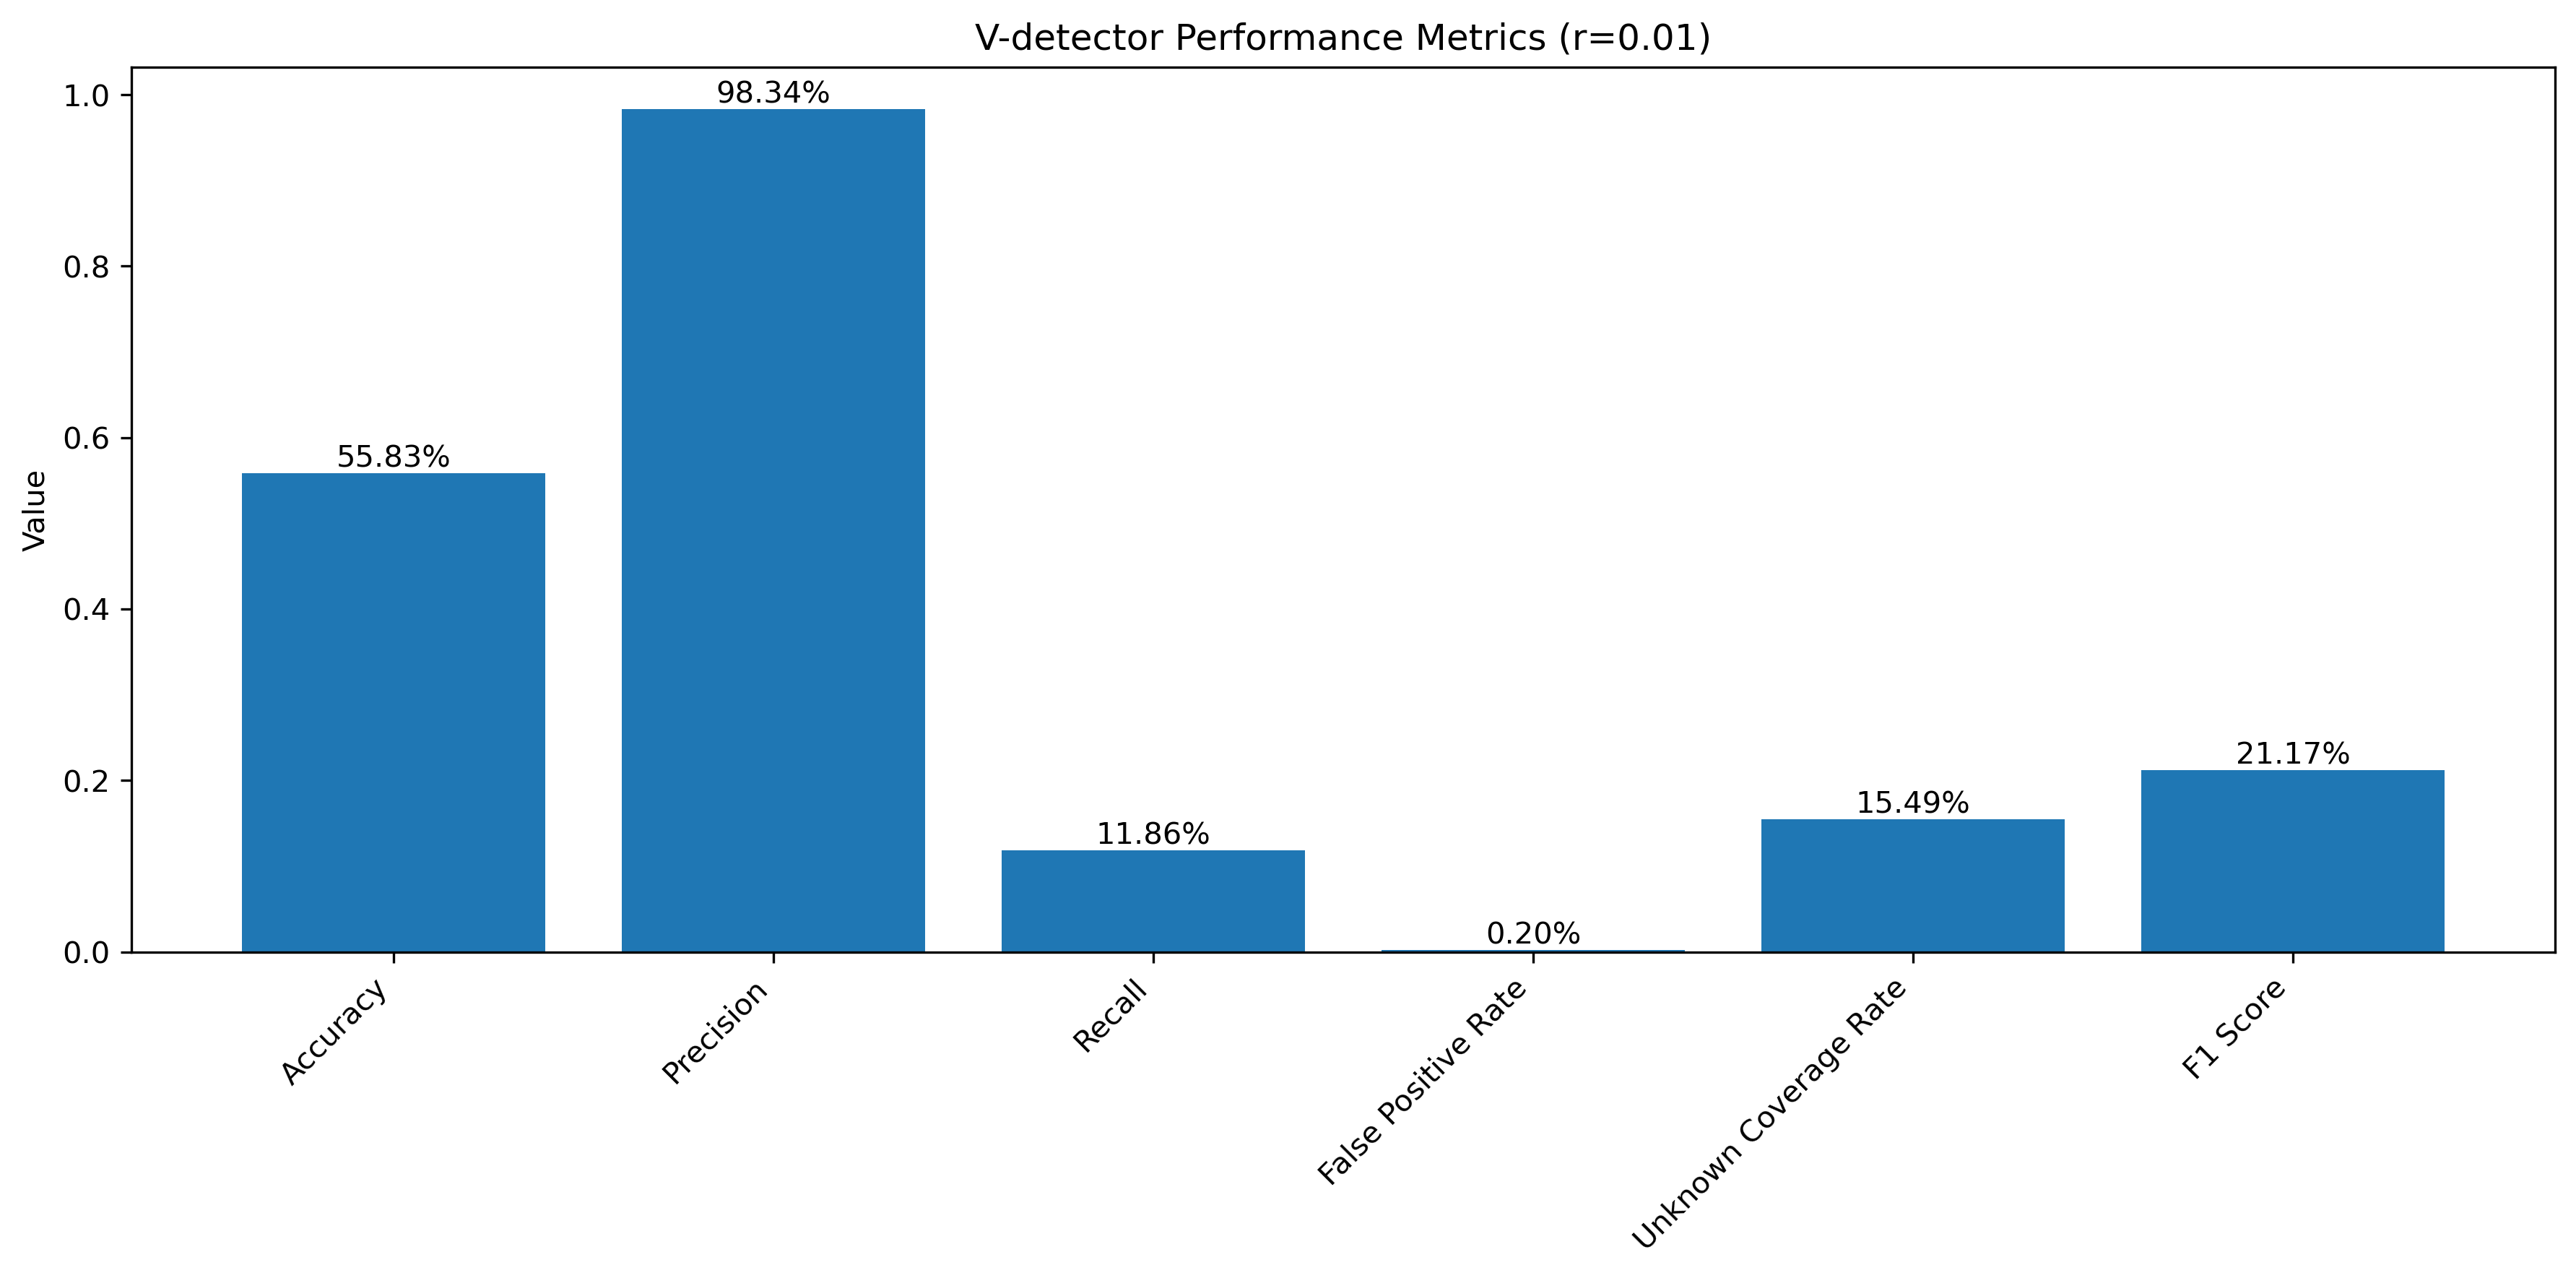 V-detector Performance Metrics (r=0.01)
Value
1.0
0.8
0.6
0.4
0.2
0.0
55.83%
98.34%
11.86%
0.20%
15.49%
21.17%
Accuracy
Precision
Recall
False Positive Rate
Unknown Coverage Rate
F1 Score